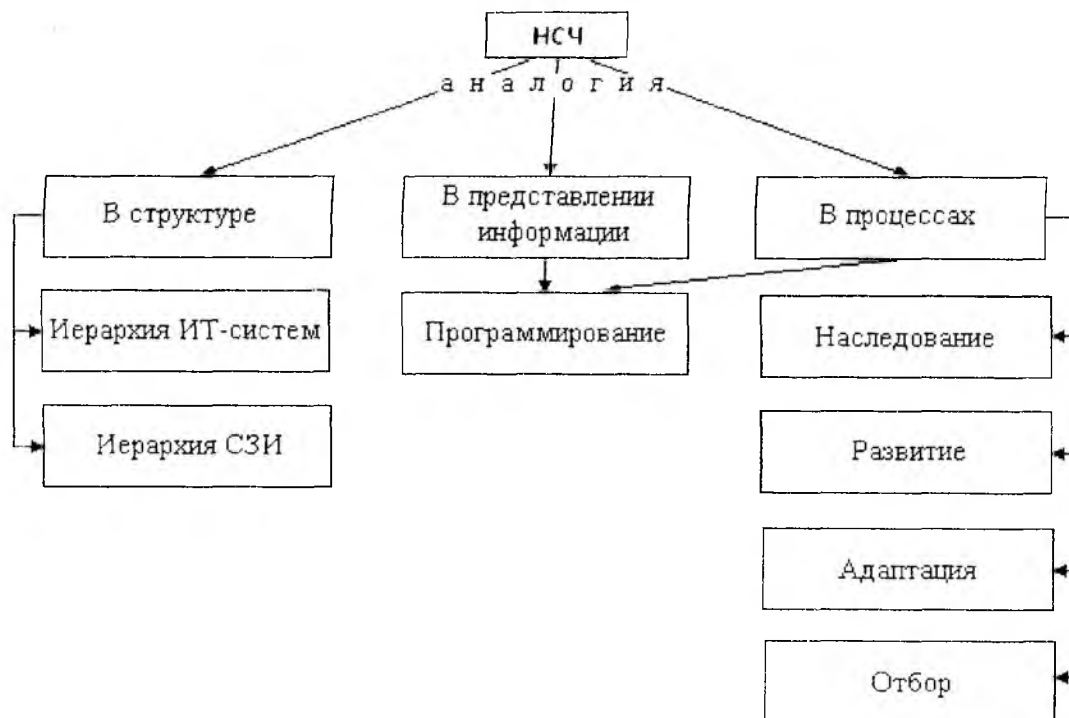 НСЧ
аналогия
В структуре
В представлении
информации
В процессах
Иерархия ИТ-систем
Программирование
Наследование
Иерархия СЗИ
Развитие
Адаптация
Отбор